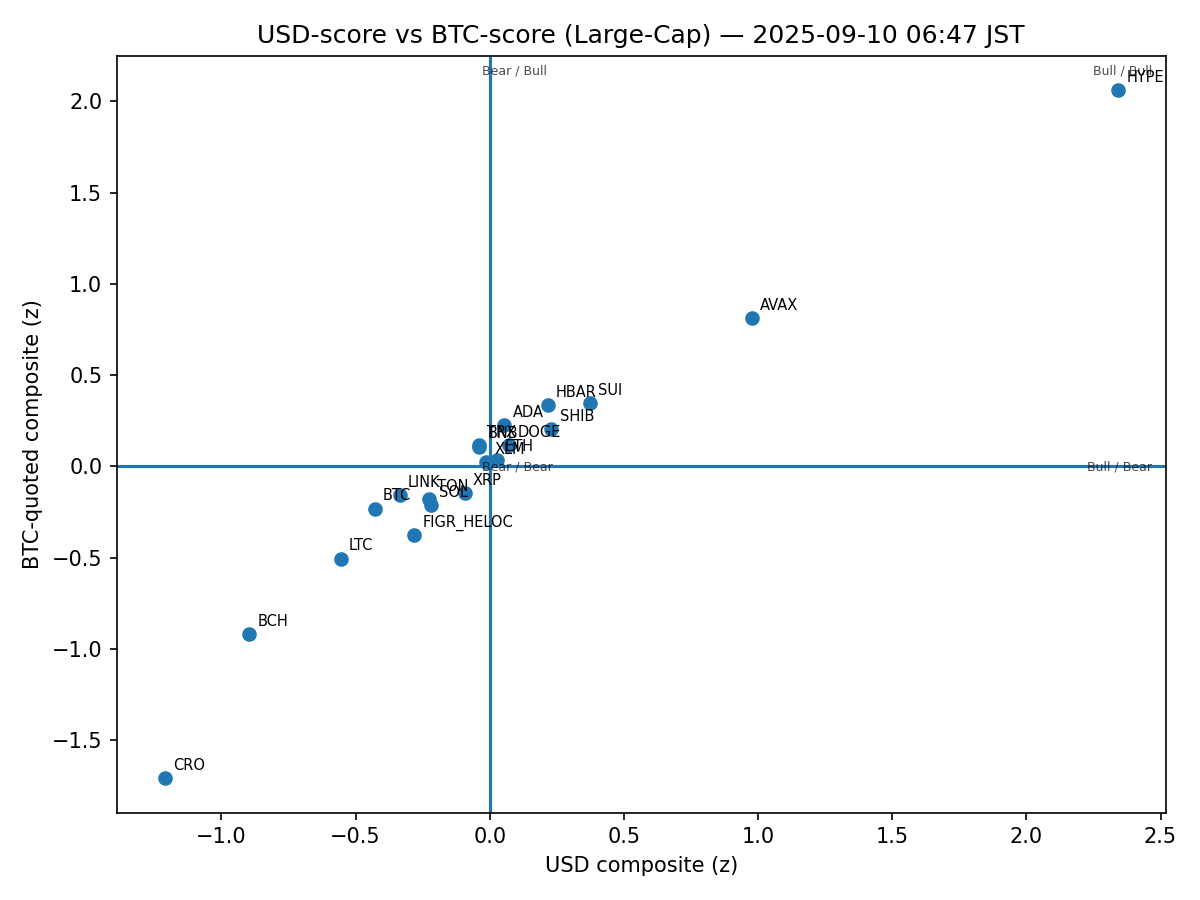 USD-score vs BTC-score (Large-Cap) — 2025-09-10 06:47 JST
Bear / Bull
Bull / Bull
HYPE
2.0
1.5
1.0
AVAX
0.5
HBAR
SUI
ADA
SHIB
TRX
BNB
DOGE
ETH
XLM
0.0
Bear / Bear
Bull / Bear
XRP
LINK
TON
SOL
BTC
FIGR_HELOC
−0.5
LTC
BCH
−1.0
−1.5
CRO
−1.0
−0.5
0.0
0.5
1.0
1.5
2.0
2.5
USD composite (z)
BTC-quoted composite (z)